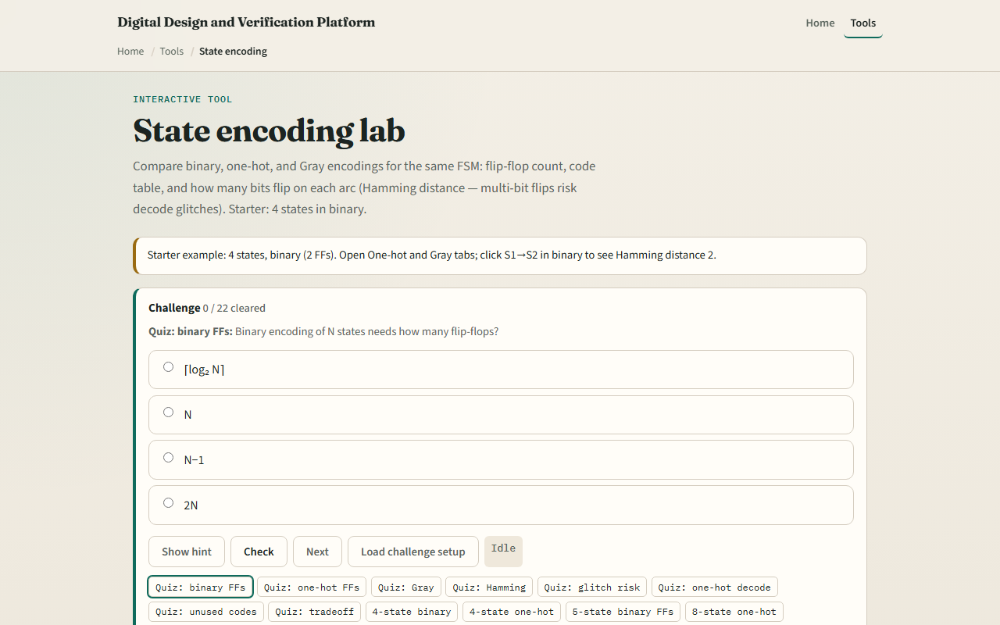 Digital Design and Verification Platform
Home Tools
Home / Tools / State encoding
INTERACTIVE TOOL
State encoding lab
Compare binary, one-hot, and Gray encodings for the same FSM: flip-flop count, code
table, and how many bits flip on each arc (Hamming distance — multi-bit flips risk
decode glitches). Starter: 4 states in binary.
Starter example: 4 states, binary (2 FFs). Open One-hot and Gray tabs; click S1→S2 in binary to see Hamming distance 2.
Challenge 0 / 22 cleared
Quiz: binary FFs: Binary encoding of N states needs how many flip-flops?
⌈log₂ N⌉
N
N−1
2N
Show hint Check Next Load challenge setup Idle
Quiz: binary FFs Quiz: one-hot FFs Quiz: Gray Quiz: Hamming Quiz: glitch risk Quiz: one-hot decode
Quiz: unused codes Quiz: tradeoff 4-state binary 4-state one-hot 5-state binary FFs 8-state one-hot